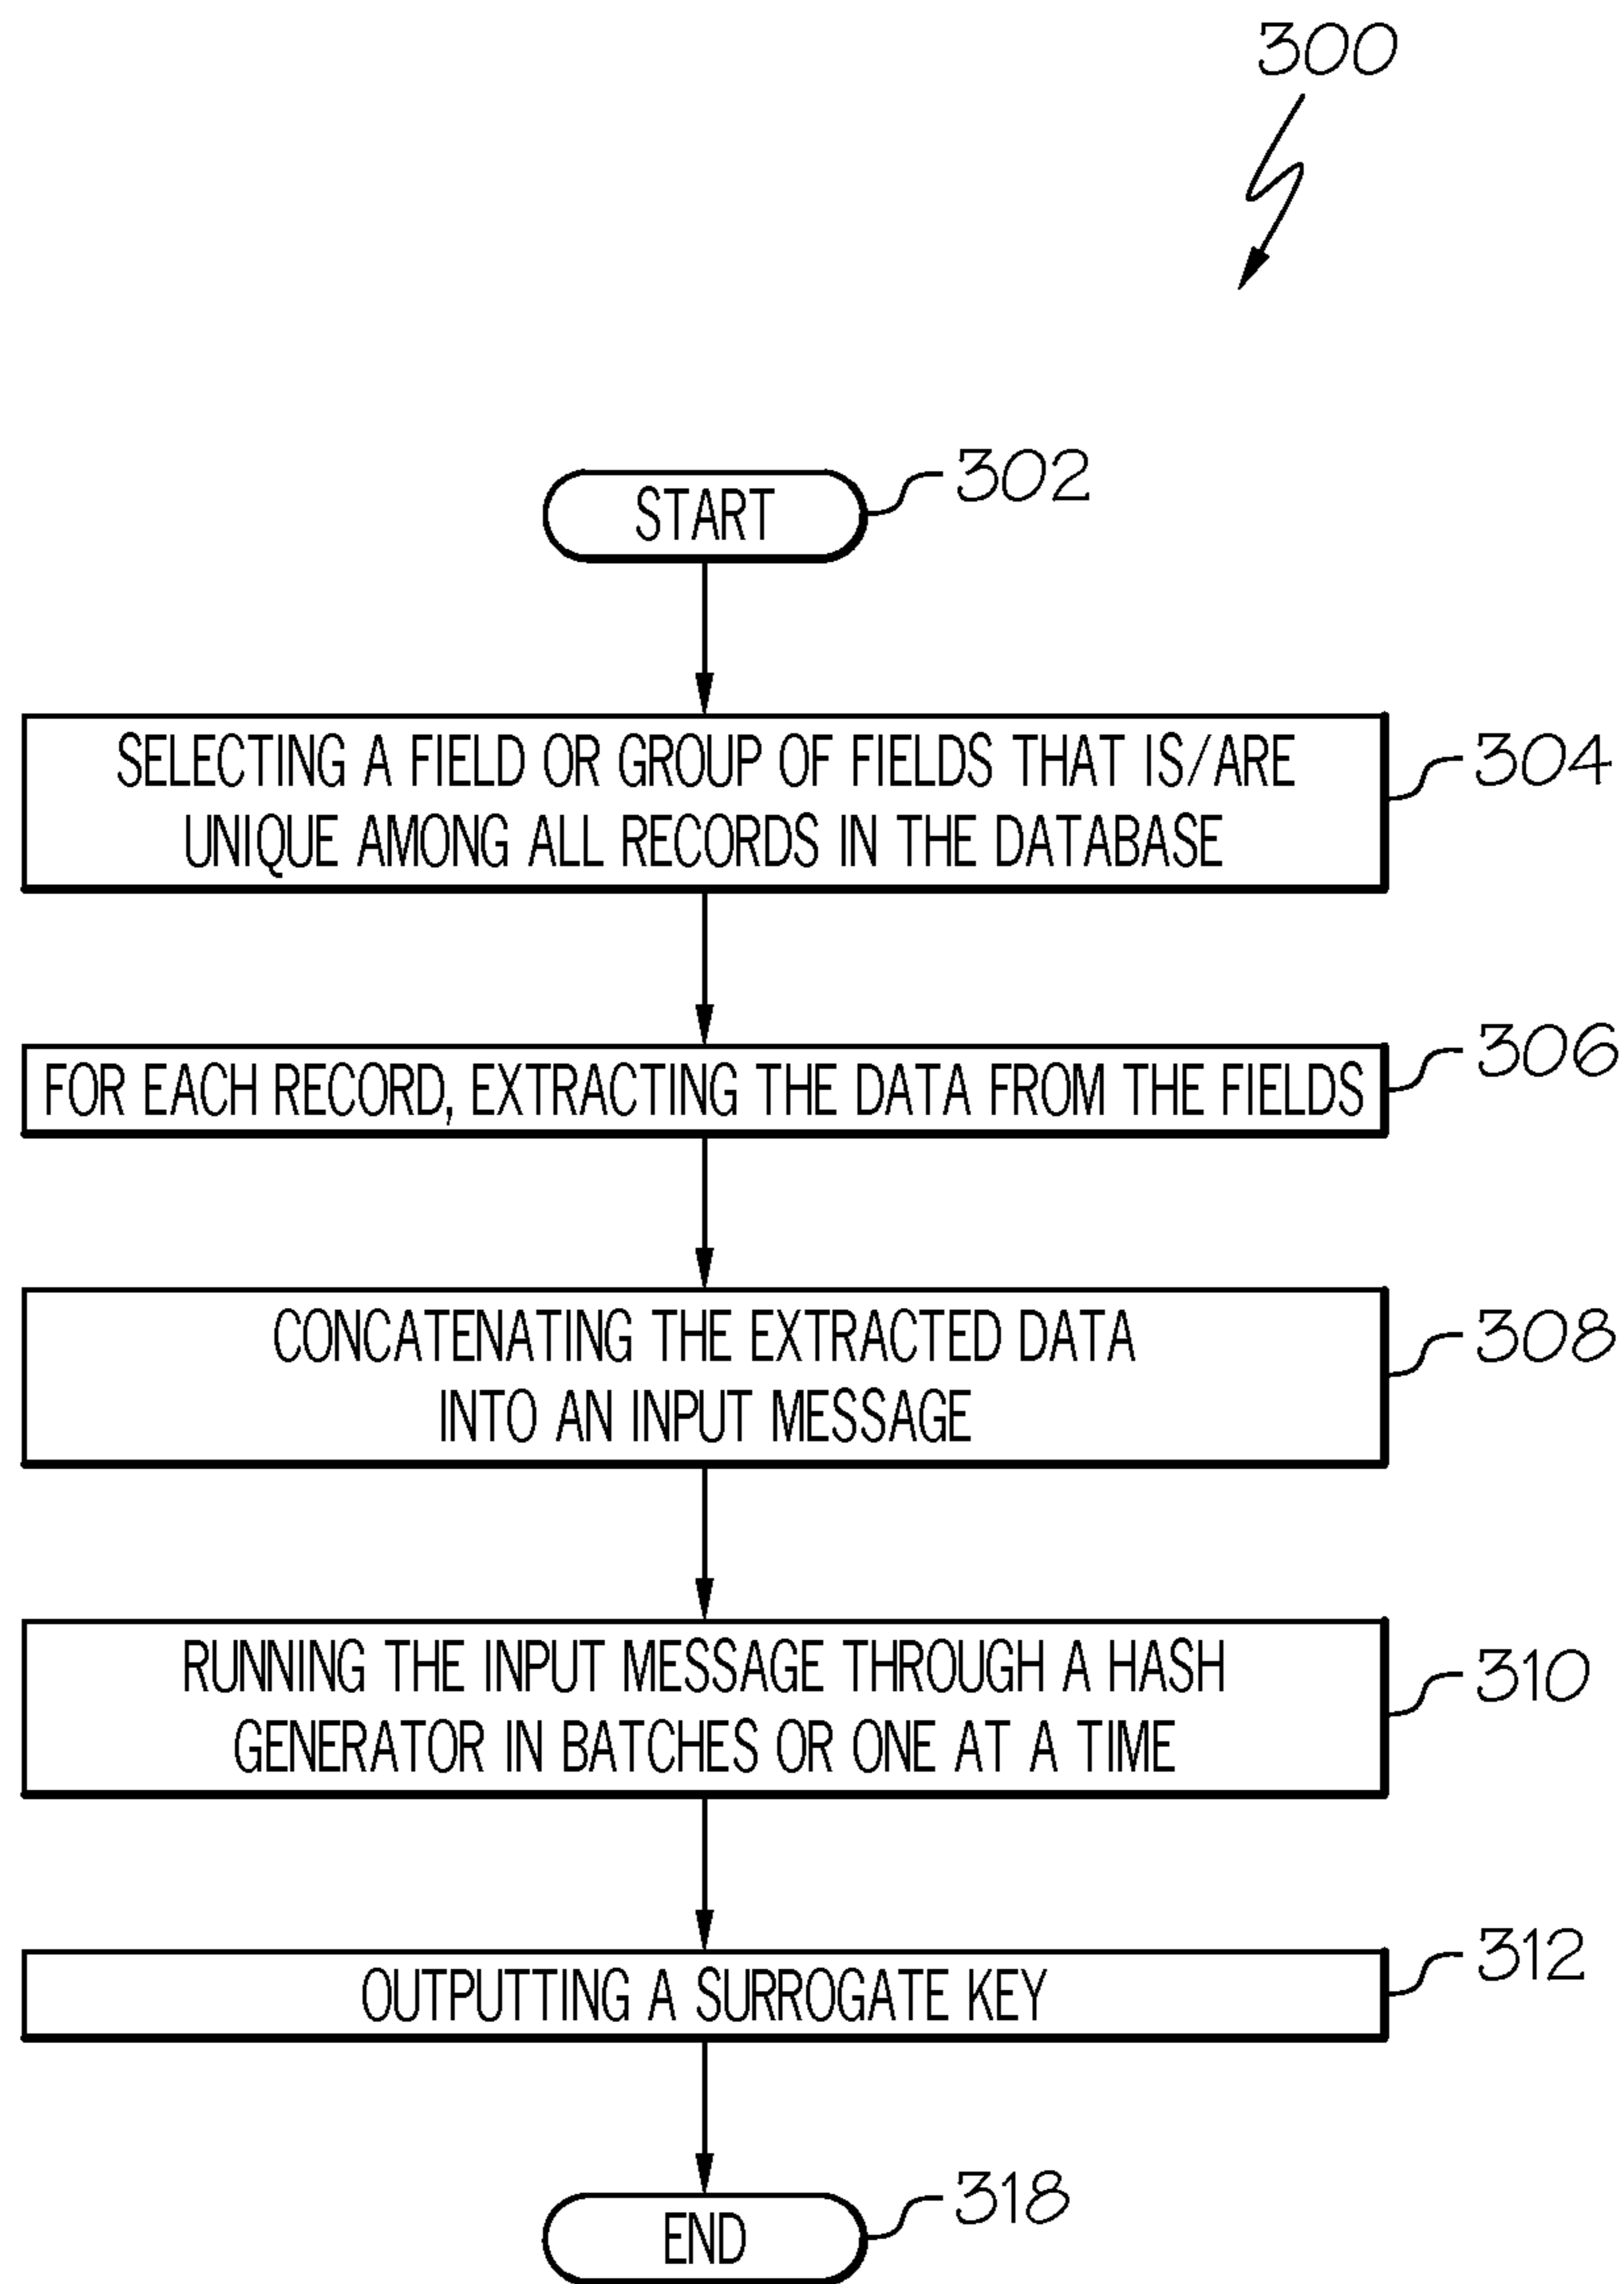 300
START
302
SELECTING A FIELD OR GROUP OF FIELDS THAT IS/ARE
UNIQUE AMONG ALL RECORDS IN THE DATABASE
304
FOR EACH RECORD, EXTRACTING THE DATA FROM THE FIELDS
306
CONCATENATING THE EXTRACTED DATA
INTO AN INPUT MESSAGE
308
RUNNING THE INPUT MESSAGE THROUGH A HASH
GENERATOR IN BATCHES OR ONE AT A TIME
310
OUTPUTTING A SURROGATE KEY
312
END
318